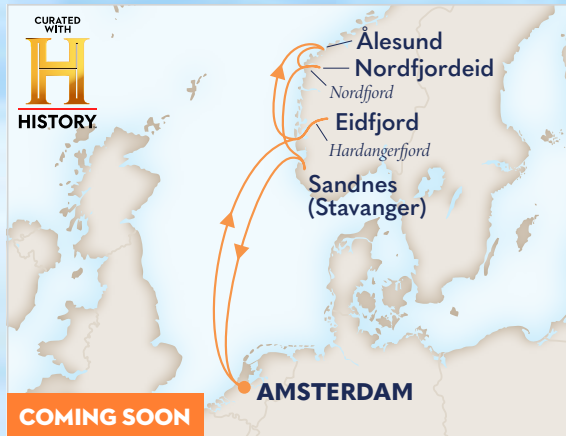 CURATED
WITH
H
HISTORY
Ålesund
Nordfjordeid
Nordfjord
Eidfjord
Hardangerfjord
Sandnes
(Stavanger)
AMSTERDAM
COMING SOON